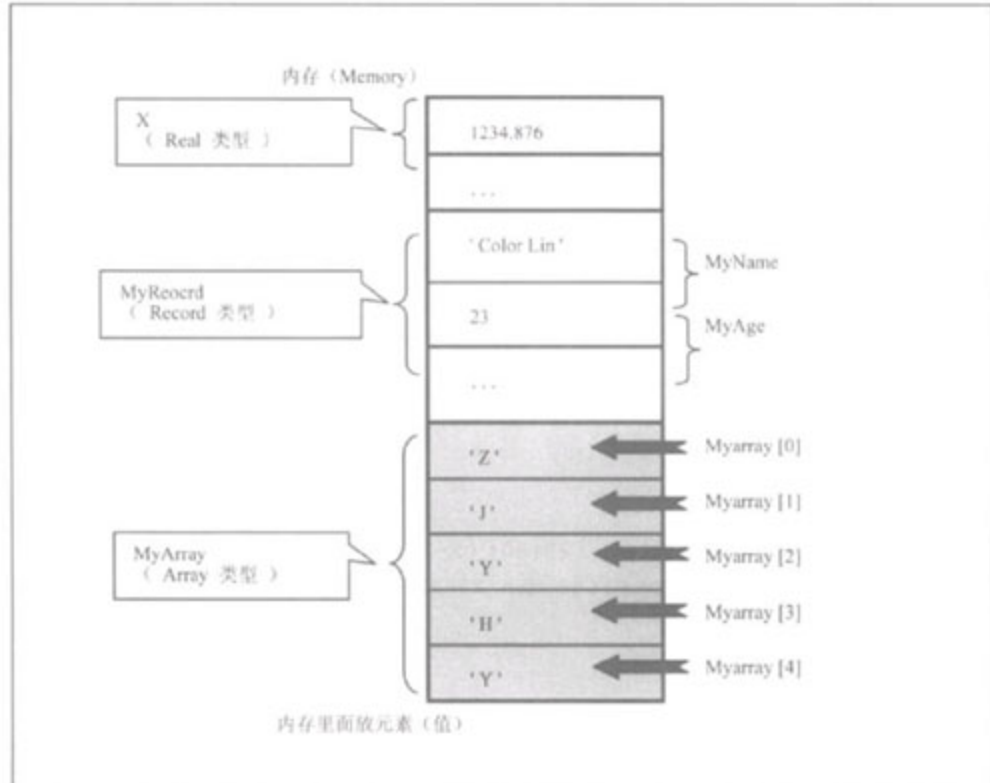 内存（Memory）
X
（ Real 类型 ）
1234.876
...
'Color Lin'
MyName
MyReocrd
（ Record 类型 ）
23
MyAge
...
'Z'
Myarray [0]
'J'
Myarray [1]
MyArray
（ Array 类型 ）
'Y'
Myarray [2]
'H'
Myarray [3]
'Y'
Myarray [4]
内存里面放元素（值）